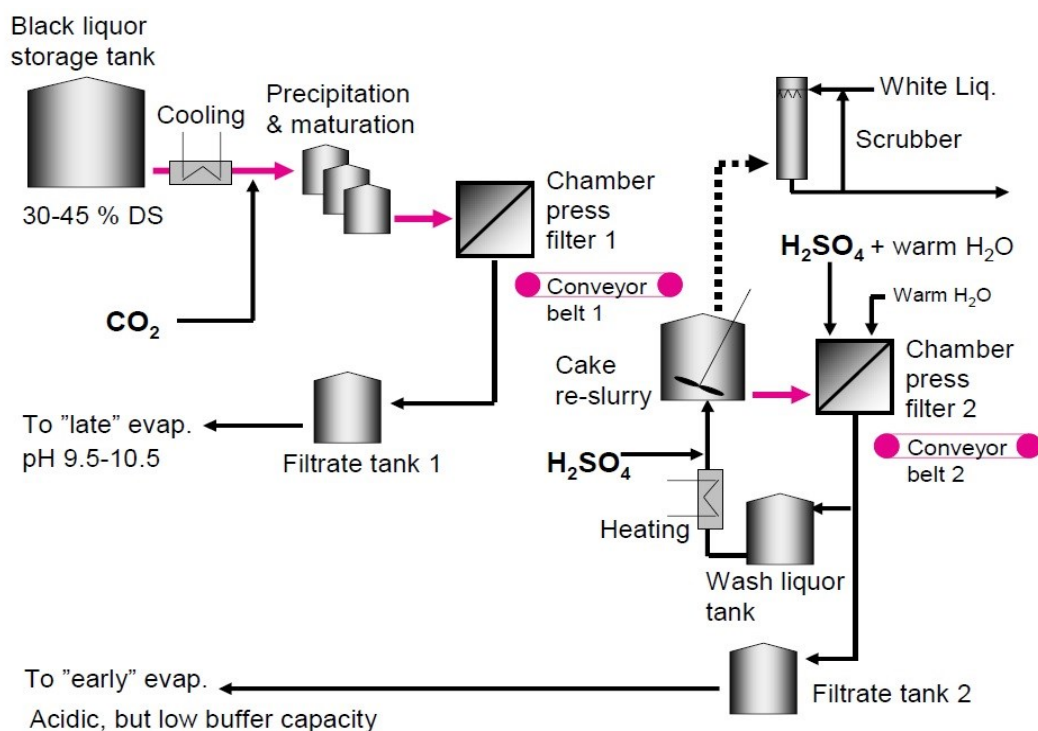 Black liquor
storage tank
Cooling
Precipitation
& maturation
30-45 % DS
CO₂
Chamber
press
filter 1
Conveyor
belt 1
White Liq.
Scrubber
H₂SO₄ + warm H₂O
Warm H₂O
Cake
re-slurry
Chamber
press
filter 2
Conveyor
belt 2
To ”late” evap.
pH 9.5-10.5
Filtrate tank 1
H₂SO₄
Heating
Wash liquor
tank
To ”early” evap.
Acidic, but low buffer capacity
Filtrate tank 2